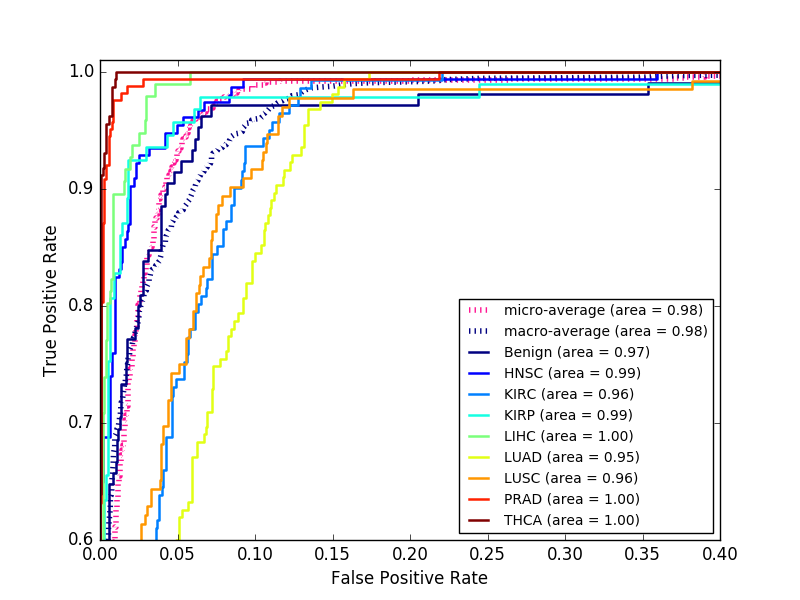 1.0
0.9
0.8
0.7
0.6
True Positive Rate
micro-average (area = 0.98)
macro-average (area = 0.98)
Benign (area = 0.97)
HNSC (area = 0.99)
KIRC (area = 0.96)
KIRP (area = 0.99)
LIHC (area = 1.00)
LUAD (area = 0.95)
LUSC (area = 0.96)
PRAD (area = 1.00)
THCA (area = 1.00)
0.00 0.05 0.10 0.15 0.20 0.25 0.30 0.35 0.40
False Positive Rate